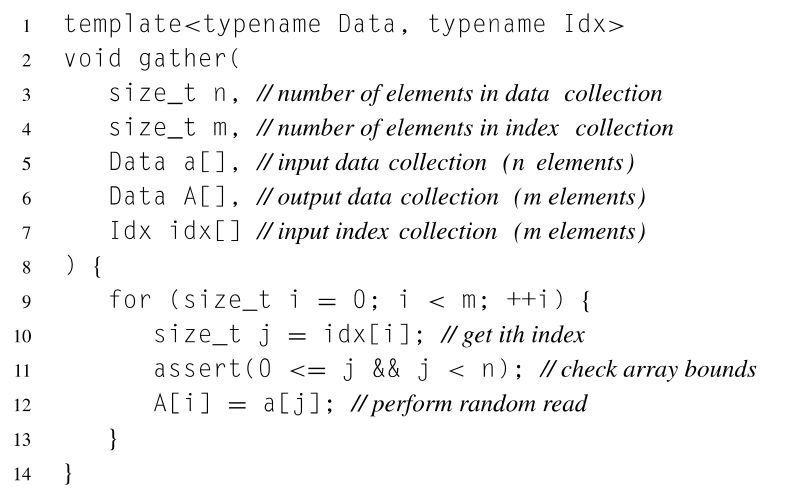 1 template<typename Data, typename Idx>
2 void gather(
3 size_t n, // number of elements in data collection
4 size_t m, // number of elements in index collection
5 Data a[], // input data collection (n elements)
6 Data A[], // output data collection (m elements)
7 Idx idx[] // input index collection (m elements)
8 ) {
9 for (size_t i = 0; i < m; ++i) {
10 size_t j = idx[i]; // get ith index
11 assert(0 <= j && j < n); // check array bounds
12 A[i] = a[j]; // perform random read
13 }
14 }